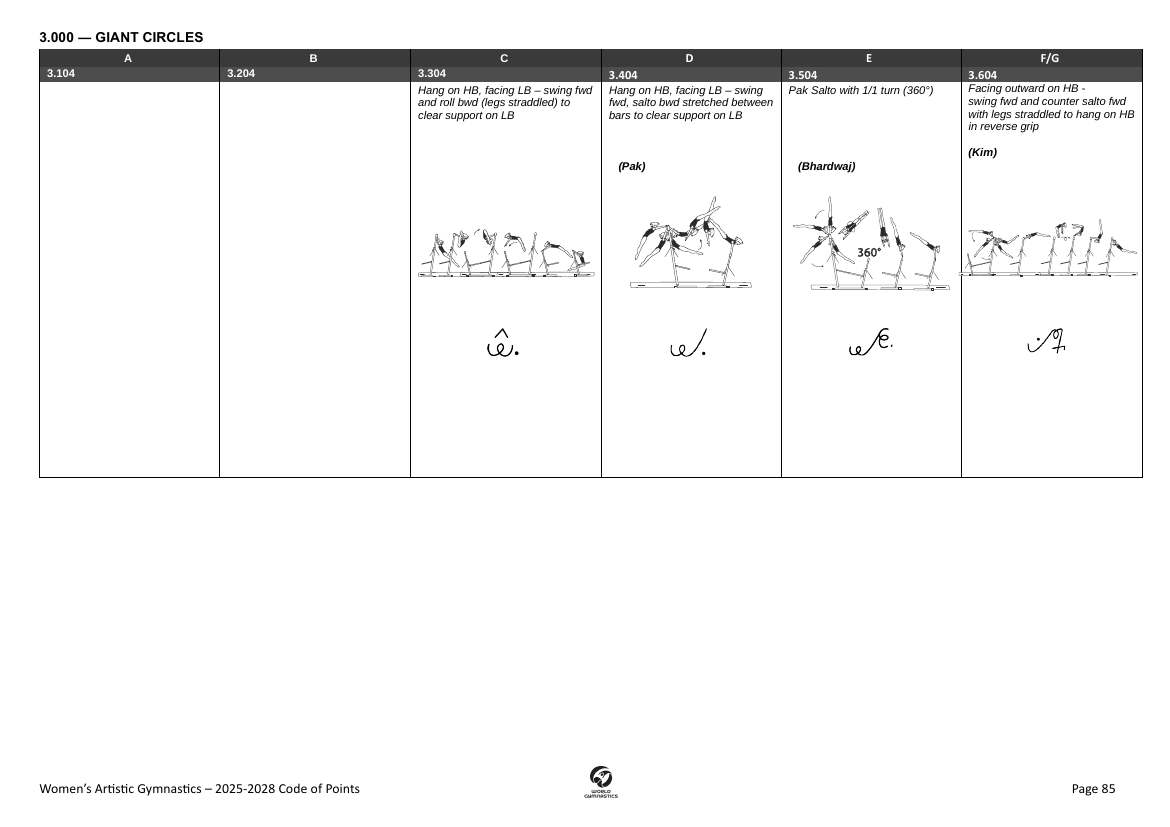 3.000 — GIANT CIRCLES
A
B
C
D
E
F/G
3.104
3.204
3.304
3.404
3.504
3.604
Hang on HB, facing LB – swing fwd
and roll bwd (legs straddled) to
clear support on LB
Hang on HB, facing LB – swing
fwd, salto bwd stretched between
bars to clear support on LB
(Pak)
Pak Salto with 1/1 turn (360°)
(Bhardwaj)
360°
Facing outward on HB -
swing fwd and counter salto fwd
with legs straddled to hang on HB
in reverse grip
(Kim)
Women's Artistic Gymnastics – 2025-2028 Code of Points
WORLD
GYMNASTICS
Page 85